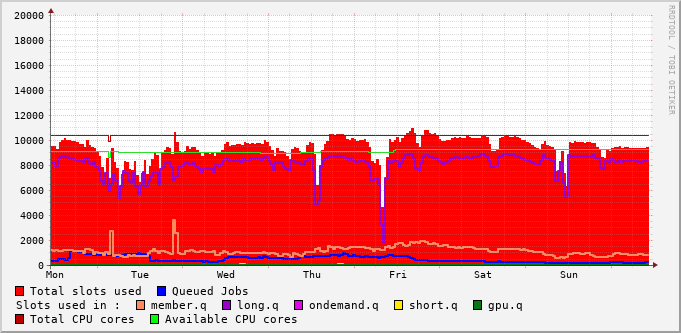 20000
18000
16000
14000
12000
10000
8000
6000
4000
2000
0
Mon Tue Wed Thu Fri Sat Sun
RRDTOOL / TOBI OETIKER
Total slots used Queued Jobs
Slots used in : member.q long.q ondemand.q short.q gpu.q
Total CPU cores Available CPU cores